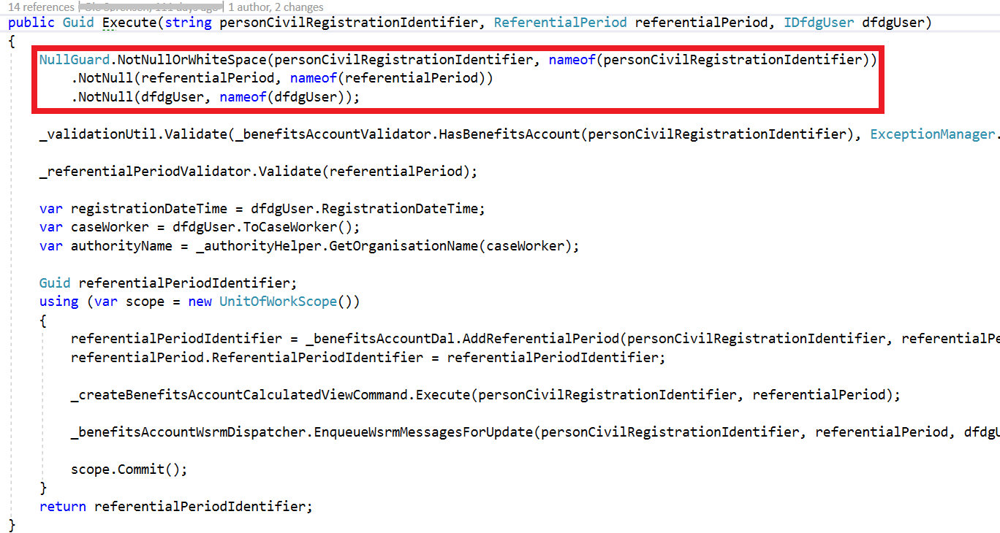 14 references | | 1 author, 2 changes
public Guid Execute(string personCivilRegistrationIdentifier, ReferentialPeriod referentialPeriod, IDfdgUser dfdgUser)
{
NullGuard.NotNullOrWhiteSpace(personCivilRegistrationIdentifier, nameof(personCivilRegistrationIdentifier))
.NotNull(referentialPeriod, nameof(referentialPeriod))
.NotNull(dfdgUser, nameof(dfdgUser));
_validationUtil.Validate(_benefitsAccountValidator.HasBenefitsAccount(personCivilRegistrationIdentifier), ExceptionManager.
_referentialPeriodValidator.Validate(referentialPeriod);
var registrationDateTime = dfdgUser.RegistrationDateTime;
var caseWorker = dfdgUser.ToCaseWorker();
var authorityName = _authorityHelper.GetOrganisationName(caseWorker);
Guid referentialPeriodIdentifier;
using (var scope = new UnitOfWorkScope())
{
referentialPeriodIdentifier = _benefitsAccountDal.AddReferentialPeriod(personCivilRegistrationIdentifier, referentialPe
referentialPeriod.ReferentialPeriodIdentifier = referentialPeriodIdentifier;
_createBenefitsAccountCalculatedViewCommand.Execute(personCivilRegistrationIdentifier, referentialPeriod);
_benefitsAccountWsrmDispatcher.EnqueueWsrmMessagesForUpdate(personCivilRegistrationIdentifier, referentialPeriod, dfdgU
scope.Commit();
}
return referentialPeriodIdentifier;
}